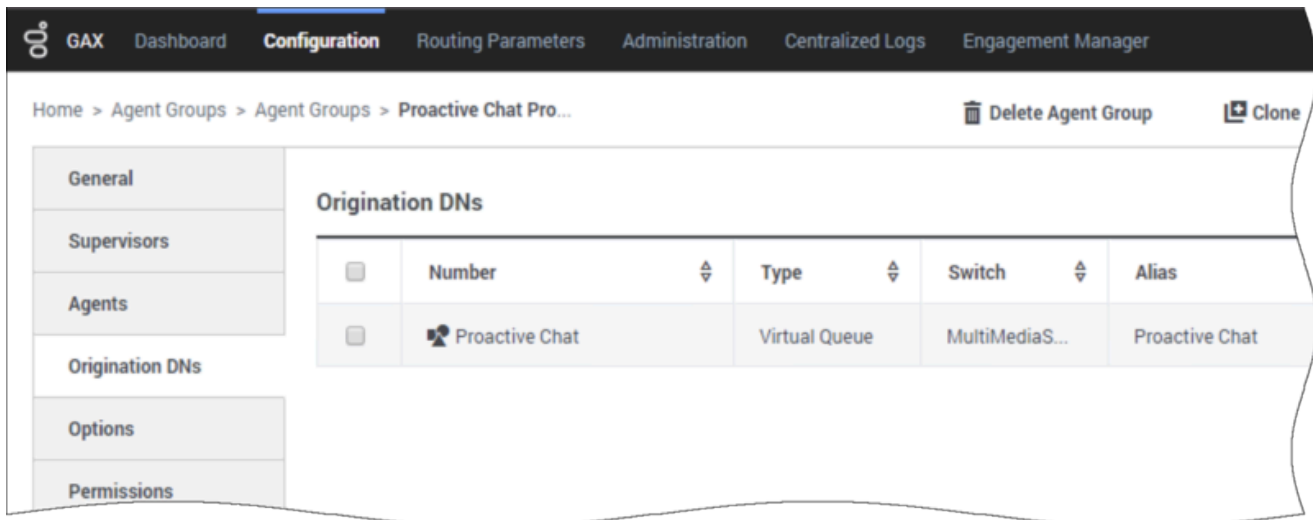 GAX Dashboard Configuration Routing Parameters Administration Centralized Logs Engagement Manager
Home > Agent Groups > Agent Groups > Proactive Chat Pro... Delete Agent Group Clone
General
Supervisors
Agents
Origination DNs
Options
Permissions
Origination DNs
Number Type Switch Alias
Proactive Chat Virtual Queue MultiMediaS... Proactive Chat